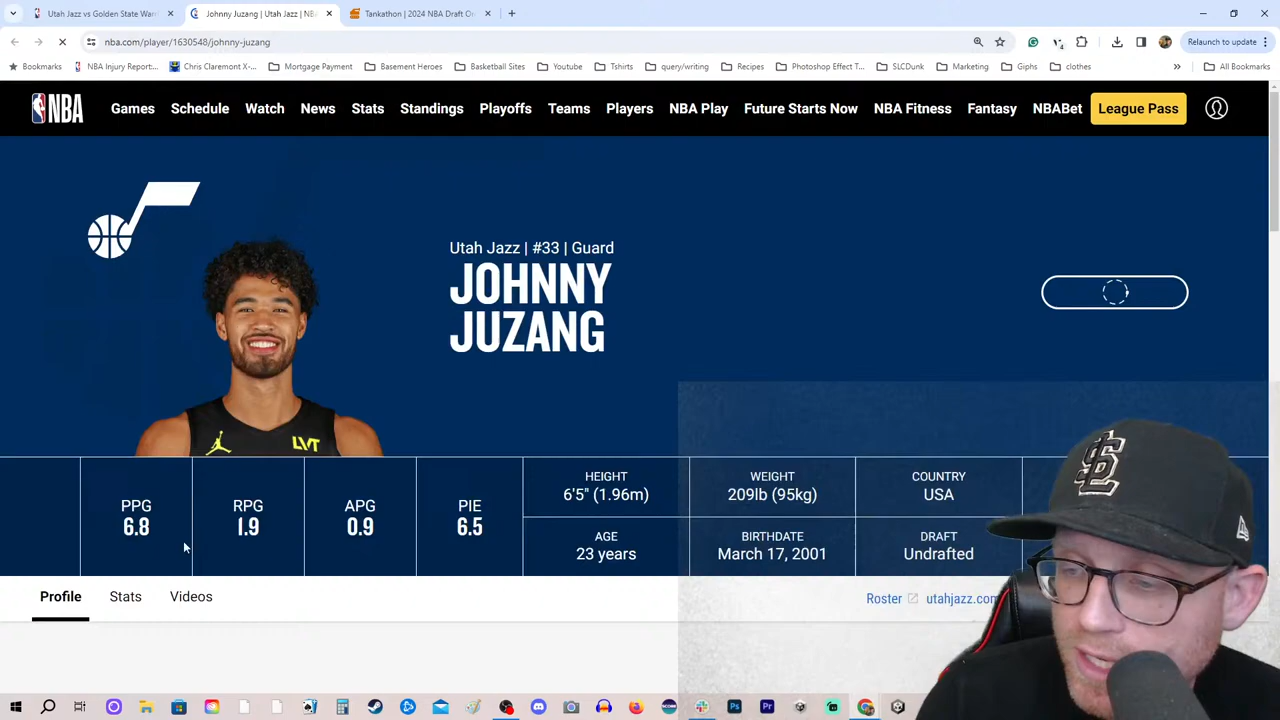 Utah Jazz vs Golden State War
Johnny Juzang | Utah Jazz | NB
Tankathon | 2024 NBA Draft O
nba.com/player/1630548/johnny-juzang
Relaunch to update
Bookmarks
NBA Injury Report:...
Chris Claremont X-...
Mortgage Payment
Basement Heroes
Basketball Sites
Youtube
Tshirts
query/writing
Recipes
Photoshop Effect T...
SLCDunk
Marketing
Giphs
clothes
All Bookmarks
NBA
Games
Schedule
Watch
News
Stats
Standings
Playoffs
Teams
Players
NBA Play
Future Starts Now
NBA Fitness
Fantasy
NBABet
League Pass
Utah Jazz | #33 | Guard
JOHNNY
JUZANG
LVT
PPG
6.8
RPG
1.9
APG
0.9
PIE
6.5
HEIGHT
6'5" (1.96m)
WEIGHT
209lb (95kg)
COUNTRY
USA
AGE
23 years
BIRTHDATE
March 17, 2001
DRAFT
Undrafted
Profile
Stats
Videos
Roster
utahjazz.com